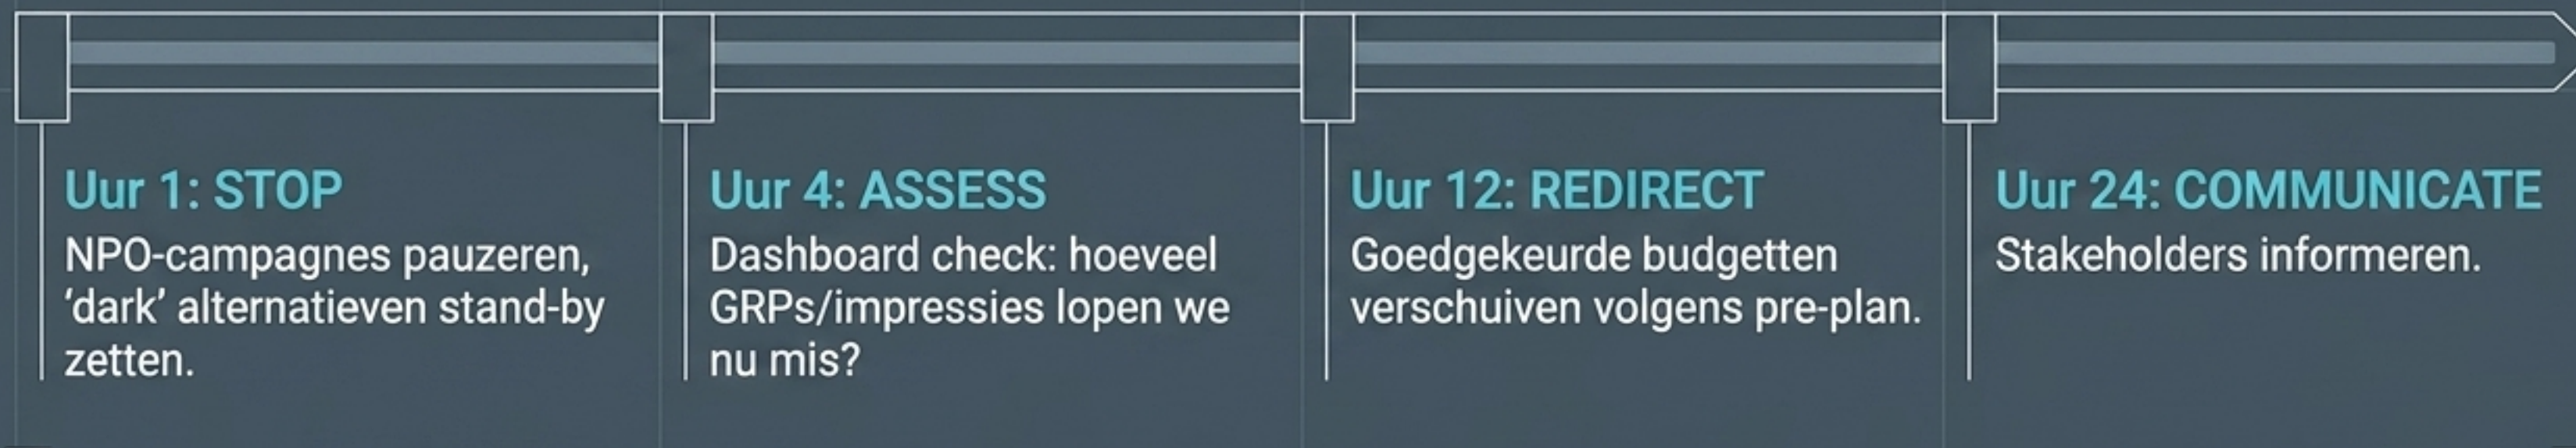 Uur 1: STOP
NPO-campagnes pauzeren,
‘dark’ alternatieven stand-by
zetten.
Uur 4: ASSESS
Dashboard check: hoeveel
GRPs/impressies lopen we
nu mis?
Uur 12: REDIRECT
Goedgekeurde budgetten
verschuiven volgens pre-plan.
Uur 24: COMMUNICATE
Stakeholders informeren.